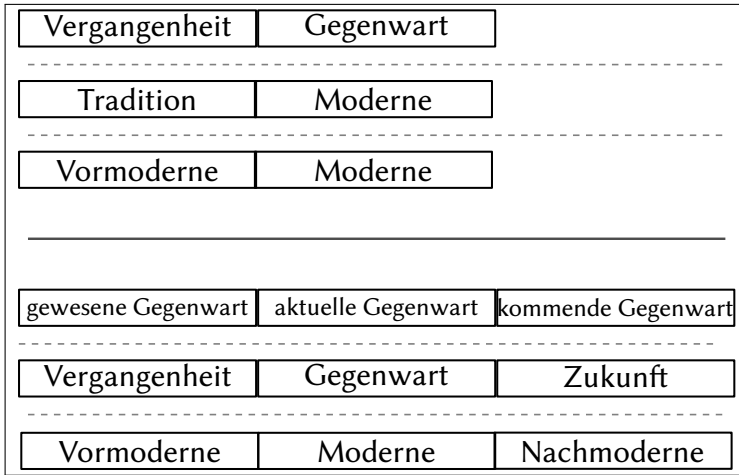 Vergangenheit Gegenwart
Tradition Moderne
Vormoderne Moderne
gewesene Gegenwart aktuelle Gegenwart kommende Gegenwart
Vergangenheit Gegenwart Zukunft
Vormoderne Moderne Nachmoderne